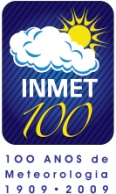 INMET
100
100 ANOS de
Meteorologia
1909 • 2009